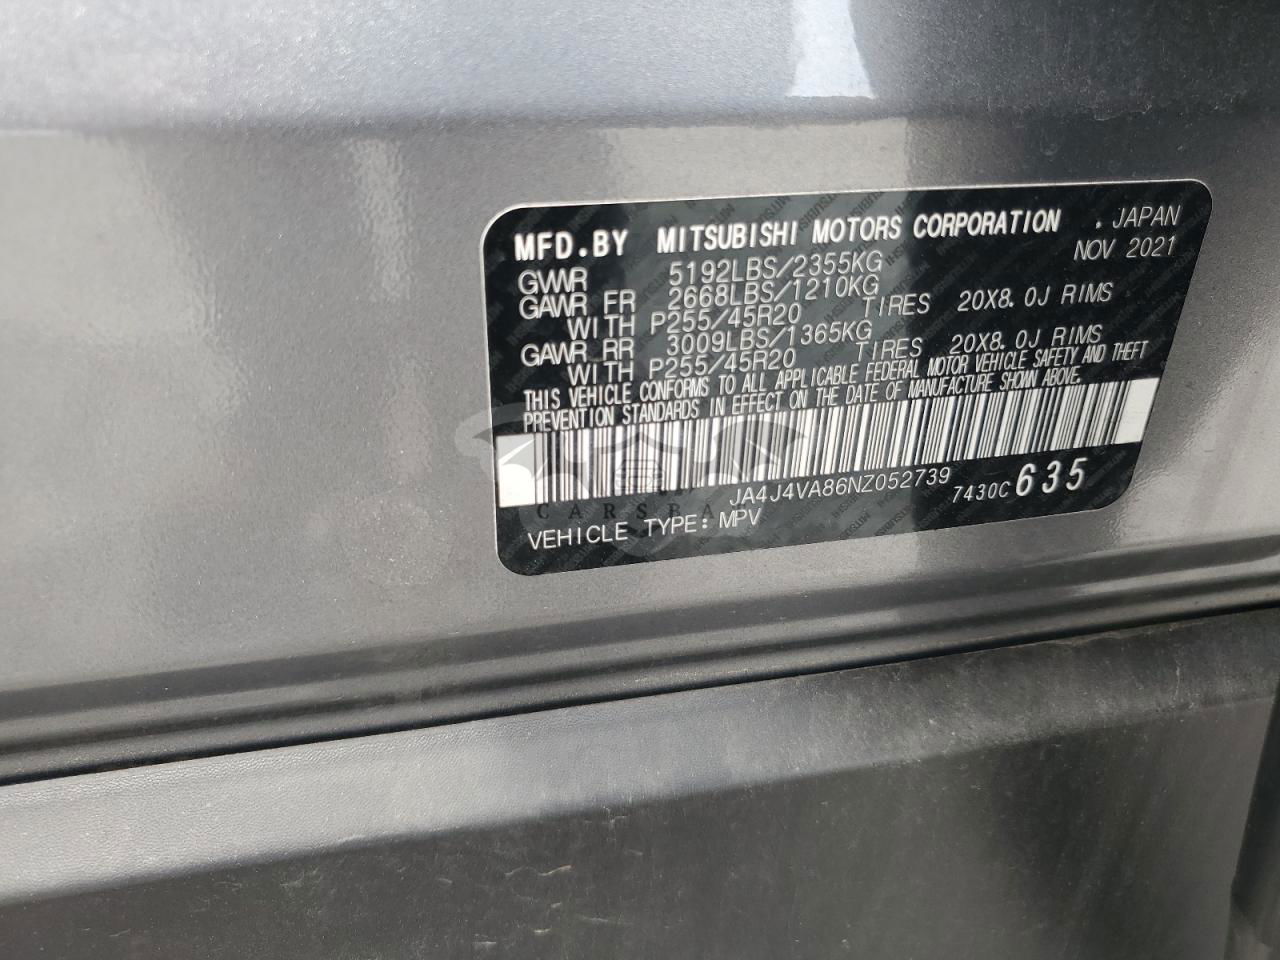 MFD.BY MITSUBISHI MOTORS CORPORATION . JAPAN
NOV 2021
GWVR 5192LBS/2355KG
GAWR FR 2668LBS/1210KG
WITH P255/45R20 TIRES 20X8.0J RIMS
GAWR RR 3009LBS/1365KG
WITH P255/45R20 TIRES 20X8.0J RIMS
THIS VEHICLE CONFORMS TO ALL APPLICABLE FEDERAL MOTOR VEHICLE SAFETY AND THEFT
PREVENTION STANDARDS IN EFFECT ON THE DATE OF MANUFACTURE SHOWN ABOVE.
JA4J4VA86NZ052739 7430C 635
VEHICLE TYPE: MPV